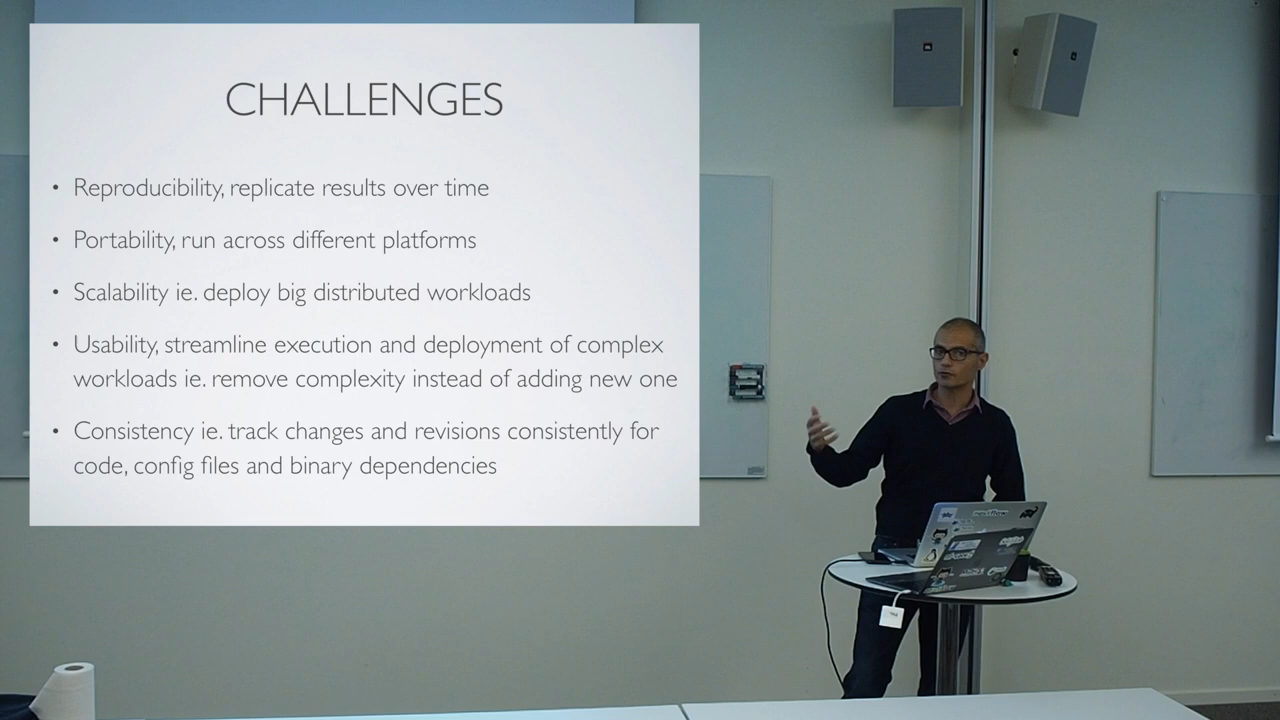 CHALLENGES
• Reproducibility, replicate results over time
• Portability, run across different platforms
• Scalability ie. deploy big distributed workloads
• Usability, streamline execution and deployment of complex
workloads ie. remove complexity instead of adding new one
• Consistency ie. track changes and revisions consistently for
code, config files and binary dependencies
JBL
nextflow